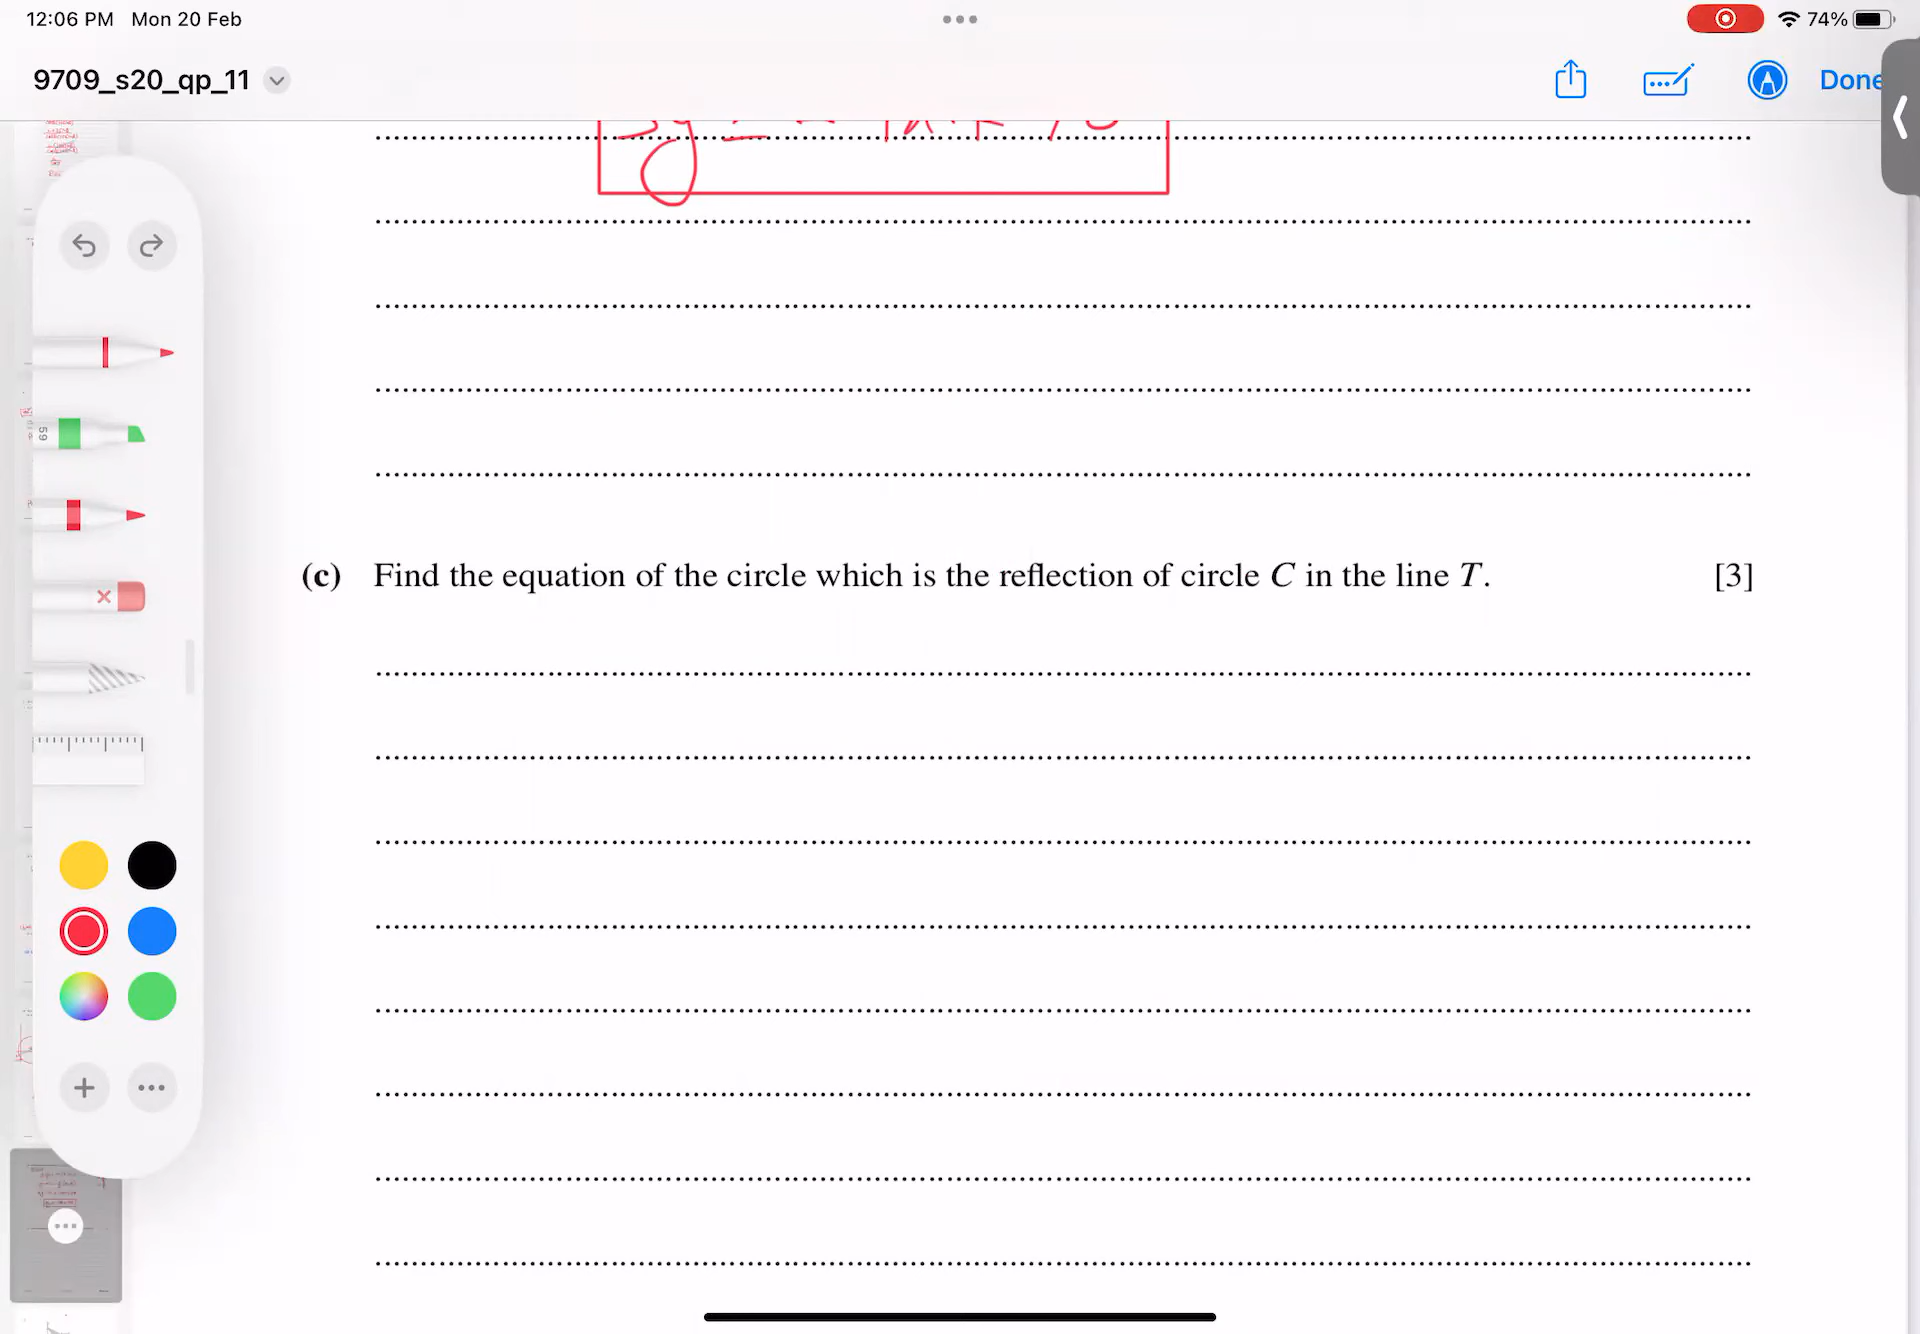 12:06 PM Mon 20 Feb
74%
9709_s20_qp_11
Done
59
(c) Find the equation of the circle which is the reflection of circle C in the line T. [3]